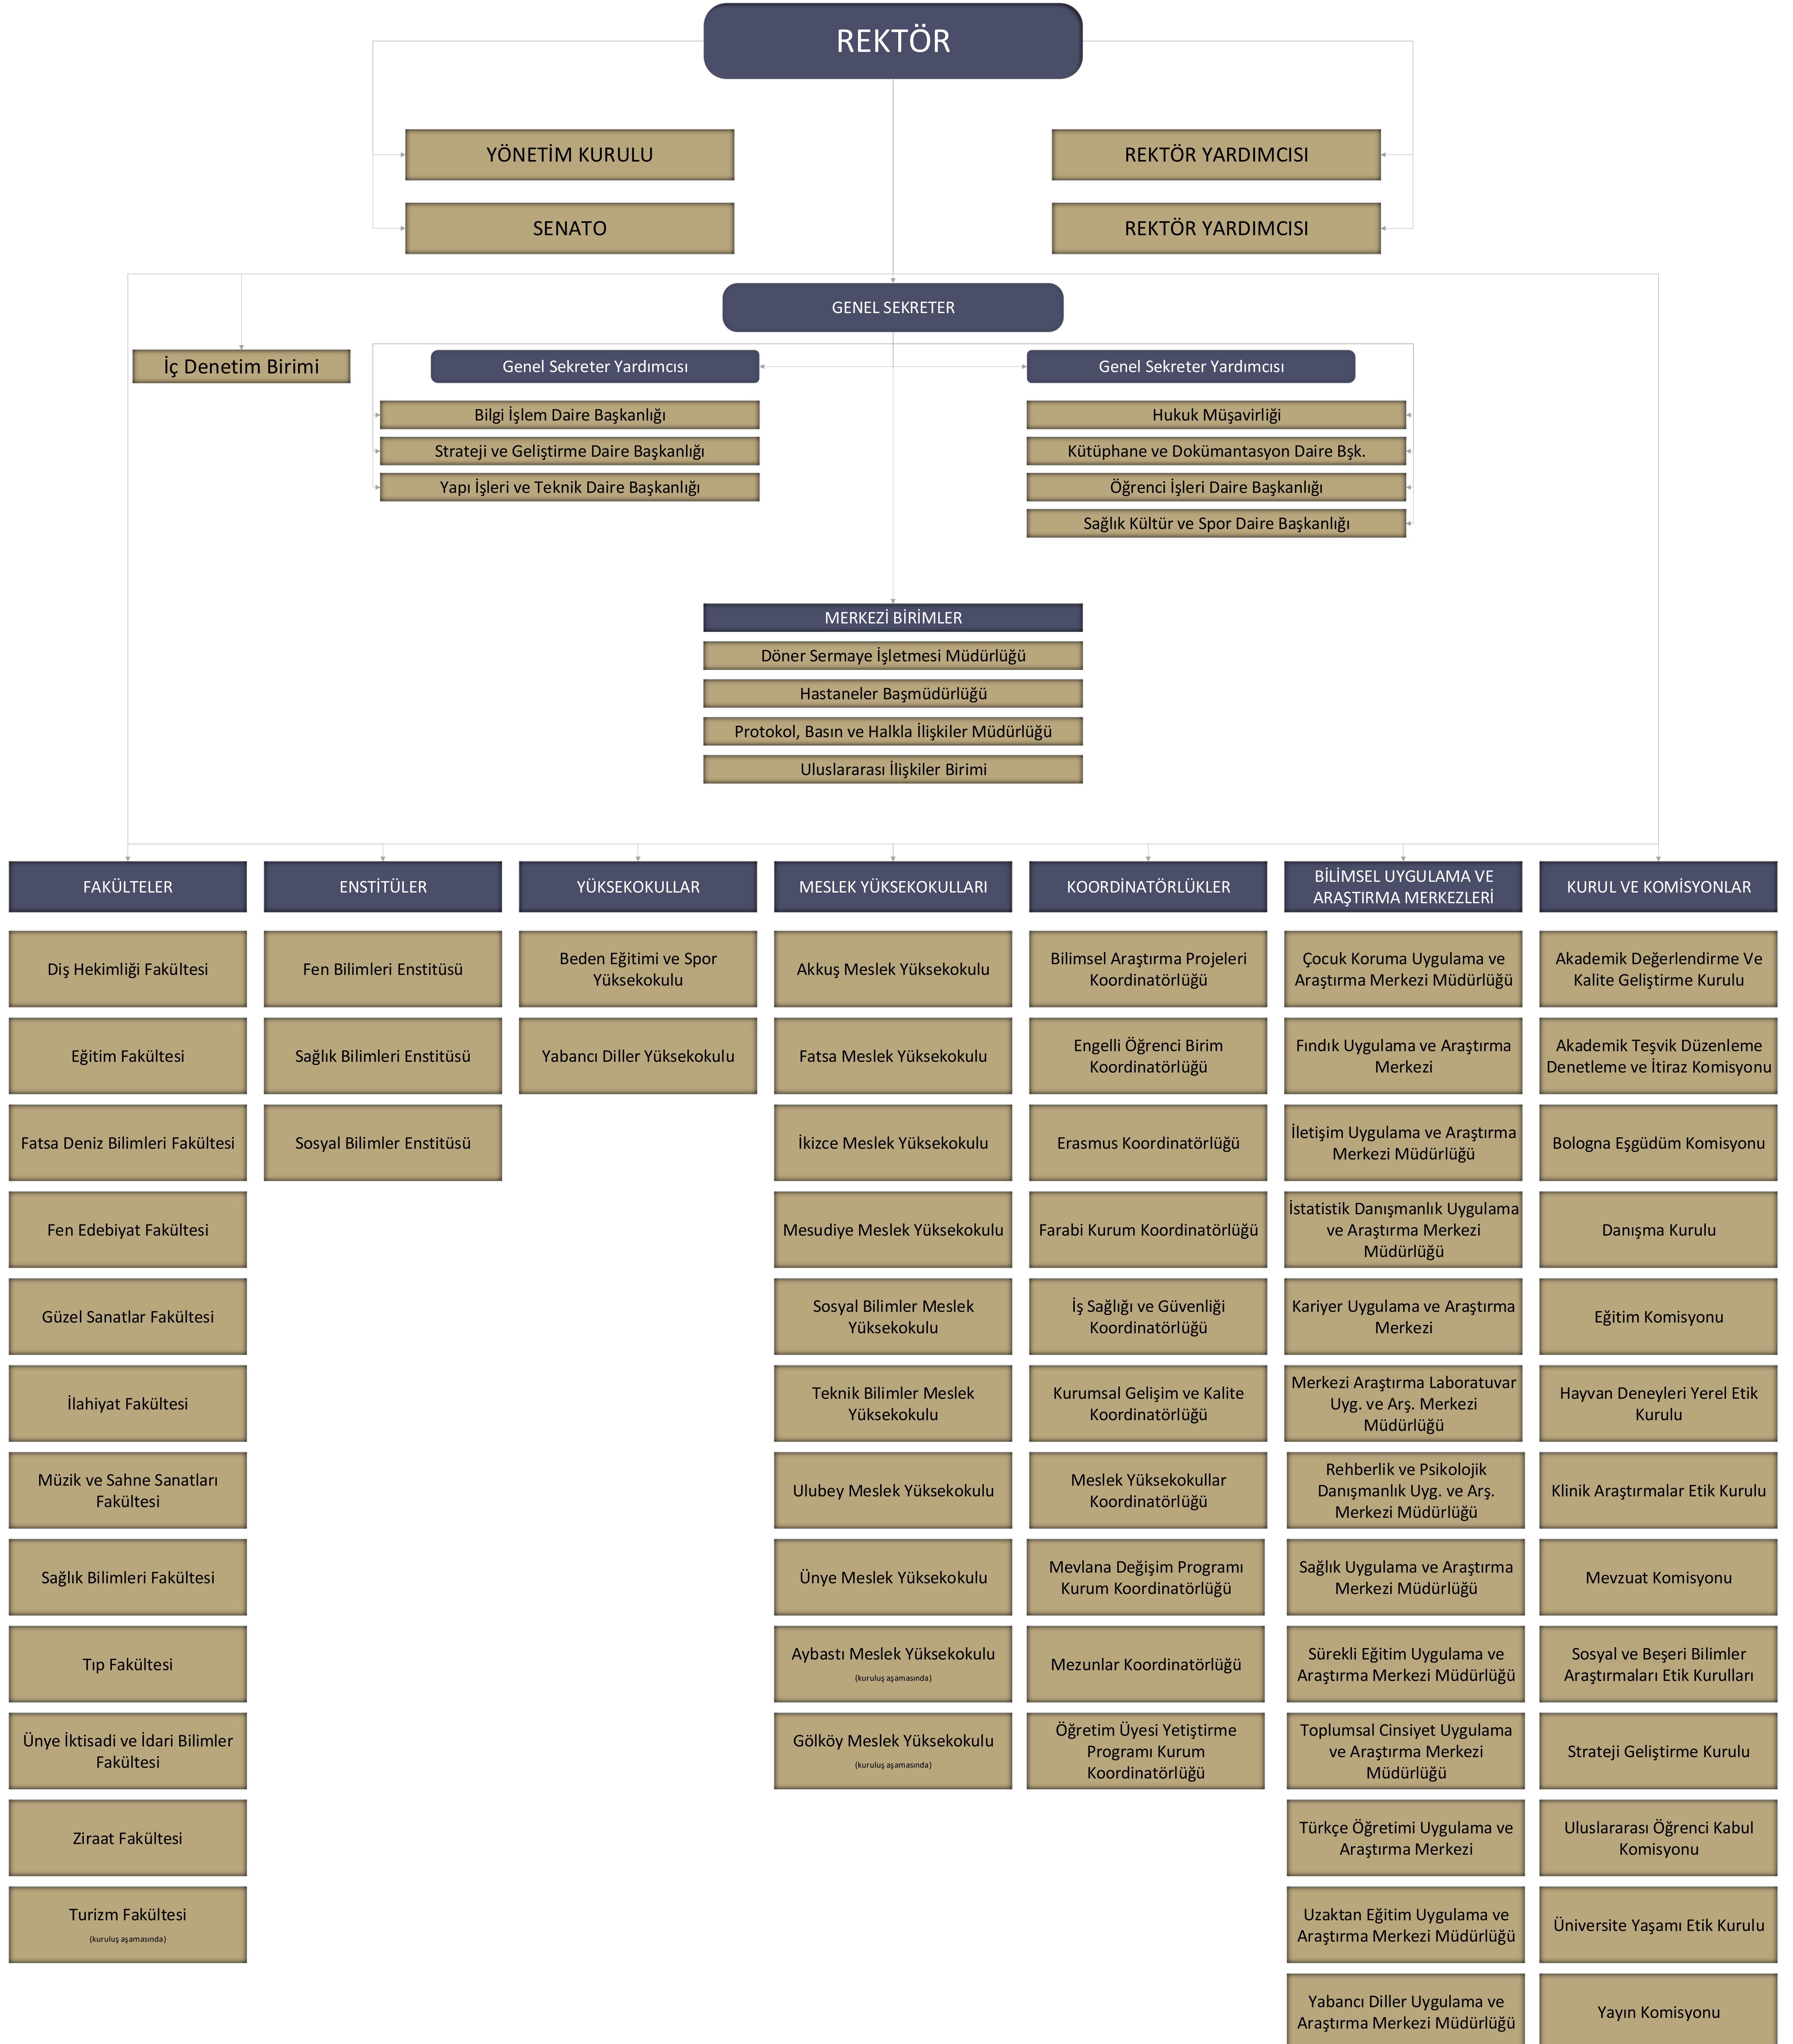 REKTÖR
YÖNETİM KURULU
REKTÖR YARDIMCISI
SENATO
REKTÖR YARDIMCISI
GENEL SEKRETER
İç Denetim Birimi
Genel Sekreter Yardımcısı
Genel Sekreter Yardımcısı
Bilgi İşlem Daire Başkanlığı
Strateji ve Geliştirme Daire Başkanlığı
Yapı İşleri ve Teknik Daire Başkanlığı
Hukuk Müşavirliği
Kütüphane ve Dokümantasyon Daire Bşk.
Öğrenci İşleri Daire Başkanlığı
Sağlık Kültür ve Spor Daire Başkanlığı
MERKEZİ BİRİMLER
Döner Sermaye İşletmesi Müdürlüğü
Hastaneler Başmüdürlüğü
Protokol, Basın ve Halkla İlişkiler Müdürlüğü
Uluslararası İlişkiler Birimi
FAKÜLTELER
Diş Hekimliği Fakültesi
Eğitim Fakültesi
Fatsa Deniz Bilimleri Fakültesi
Fen Edebiyat Fakültesi
Güzel Sanatlar Fakültesi
İlahiyat Fakültesi
Müzik ve Sahne Sanatları
Fakültesi
Sağlık Bilimleri Fakültesi
Tıp Fakültesi
Ünye İktisadi ve İdari Bilimler
Fakültesi
Ziraat Fakültesi
Turizm Fakültesi
(kuruluş aşamasında)
ENSTİTÜLER
Fen Bilimleri Enstitüsü
Sağlık Bilimleri Enstitüsü
Sosyal Bilimler Enstitüsü
YÜKSEKOKULLAR
Beden Eğitimi ve Spor
Yüksekokulu
Yabancı Diller Yüksekokulu
MESLEK YÜKSEKOKULLARI
Akkuş Meslek Yüksekokulu
Fatsa Meslek Yüksekokulu
İkizce Meslek Yüksekokulu
Mesudiye Meslek Yüksekokulu
Sosyal Bilimler Meslek
Yüksekokulu
Teknik Bilimler Meslek
Yüksekokulu
Ulubey Meslek Yüksekokulu
Ünye Meslek Yüksekokulu
Aybastı Meslek Yüksekokulu
(kuruluş aşamasında)
Gölköy Meslek Yüksekokulu
(kuruluş aşamasında)
KOORDİNATÖRLÜKLER
Bilimsel Araştırma Projeleri
Koordinatörlüğü
Engelli Öğrenci Birim
Koordinatörlüğü
Erasmus Koordinatörlüğü
Farabi Kurum Koordinatörlüğü
İş Sağlığı ve Güvenliği
Koordinatörlüğü
Kurumsal Gelişim ve Kalite
Koordinatörlüğü
Meslek Yüksekokullar
Koordinatörlüğü
Mevlana Değişim Programı
Kurum Koordinatörlüğü
Mezunlar Koordinatörlüğü
Öğretim Üyesi Yetiştirme
Programı Kurum
Koordinatörlüğü
BİLİMSEL UYGULAMA VE
ARAŞTIRMA MERKEZLERİ
Çocuk Koruma Uygulama ve
Araştırma Merkezi Müdürlüğü
Fındık Uygulama ve Araştırma
Merkezi
İletişim Uygulama ve Araştırma
Merkezi Müdürlüğü
İstatistik Danışmanlık Uygulama
ve Araştırma Merkezi
Müdürlüğü
Kariyer Uygulama ve Araştırma
Merkezi
Merkezi Araştırma Laboratuvar
Uyg. ve Arş. Merkezi
Müdürlüğü
Rehberlik ve Psikolojik
Danışmanlık Uyg. ve Arş.
Merkezi Müdürlüğü
Sağlık Uygulama ve Araştırma
Merkezi Müdürlüğü
Sürekli Eğitim Uygulama ve
Araştırma Merkezi Müdürlüğü
Toplumsal Cinsiyet Uygulama
ve Araştırma Merkezi
Müdürlüğü
Türkçe Öğretimi Uygulama ve
Araştırma Merkezi
Uzaktan Eğitim Uygulama ve
Araştırma Merkezi Müdürlüğü
Yabancı Diller Uygulama ve
Araştırma Merkezi Müdürlüğü
KURUL VE KOMİSYONLAR
Akademik Değerlendirme Ve
Kalite Geliştirme Kurulu
Akademik Teşvik Düzenleme
Denetleme ve İtiraz Komisyonu
Bologna Eşgüdüm Komisyonu
Danışma Kurulu
Eğitim Komisyonu
Hayvan Deneyleri Yerel Etik
Kurulu
Klinik Araştırmalar Etik Kurulu
Mevzuat Komisyonu
Sosyal ve Beşeri Bilimler
Araştırmaları Etik Kurulları
Strateji Geliştirme Kurulu
Uluslararası Öğrenci Kabul
Komisyonu
Üniversite Yaşamı Etik Kurulu
Yayın Komisyonu